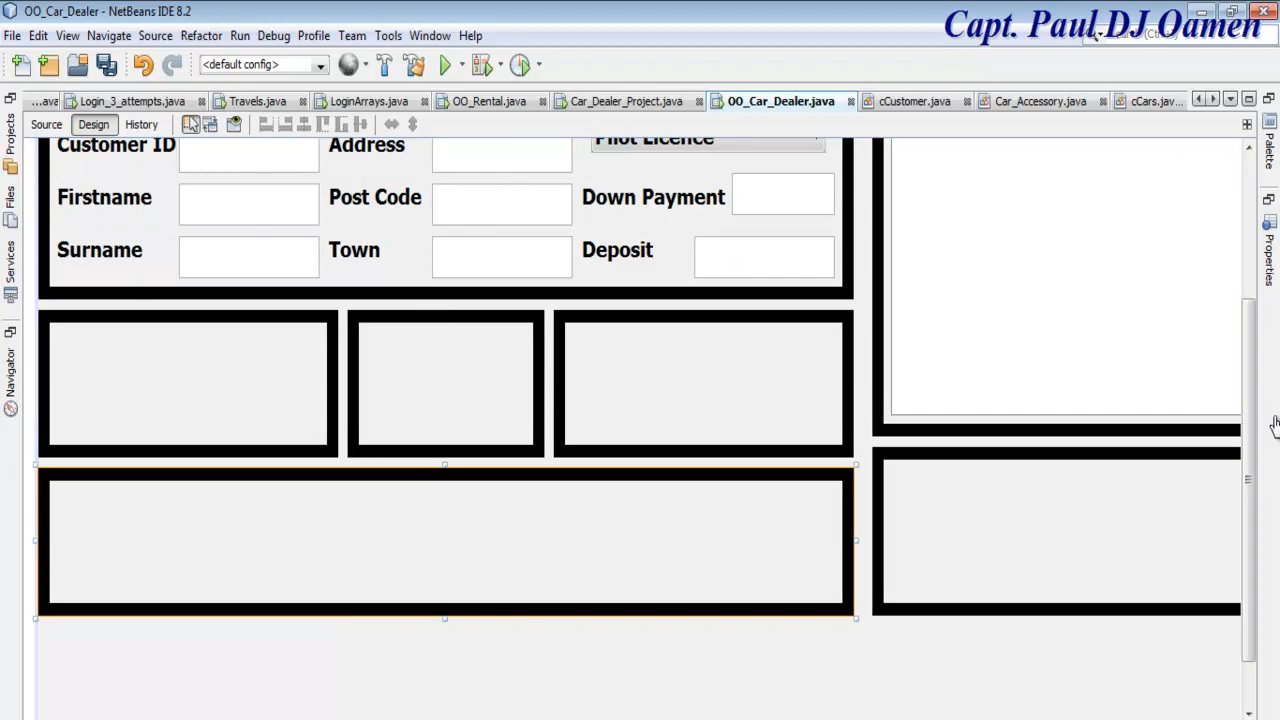 OO_Car_Dealer - NetBeans IDE 8.2
Capt. Paul DJ Oamen
File Edit View Navigate Source Refactor Run Debug Profile Team Tools Window Help
<default config>
...ava Login_3_attempts.java Travels.java LoginArrays.java OO_Rental.java Car_Dealer_Project.java OO_Car_Dealer.java cCustomer.java Car_Accessory.java cCars.jav...
Source Design History
Projects
Files
Services
Navigator
Palette
Properties
Customer ID Address Pilot Licence
Firstname Post Code Down Payment
Surname Town Deposit